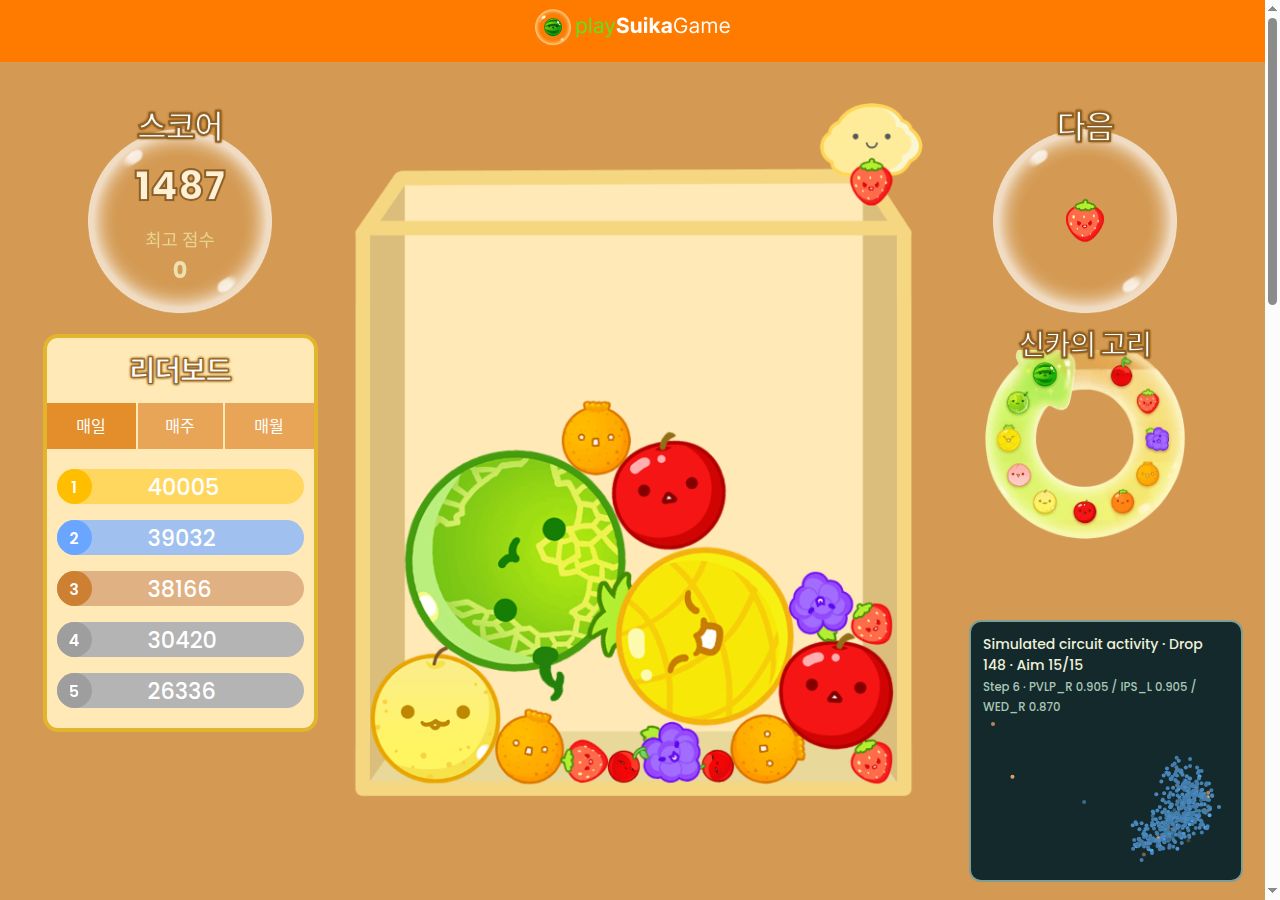 playSuikaGame
스코어
1487
최고 점수
0
다음
신카의 고리
리더보드
매일
매주
매월
1 40005
2 39032
3 38166
4 30420
5 26336
Simulated circuit activity · Drop
148 · Aim 15/15
Step 6 · PVLP_R 0.905 / IPS_L 0.905 /
WED_R 0.870